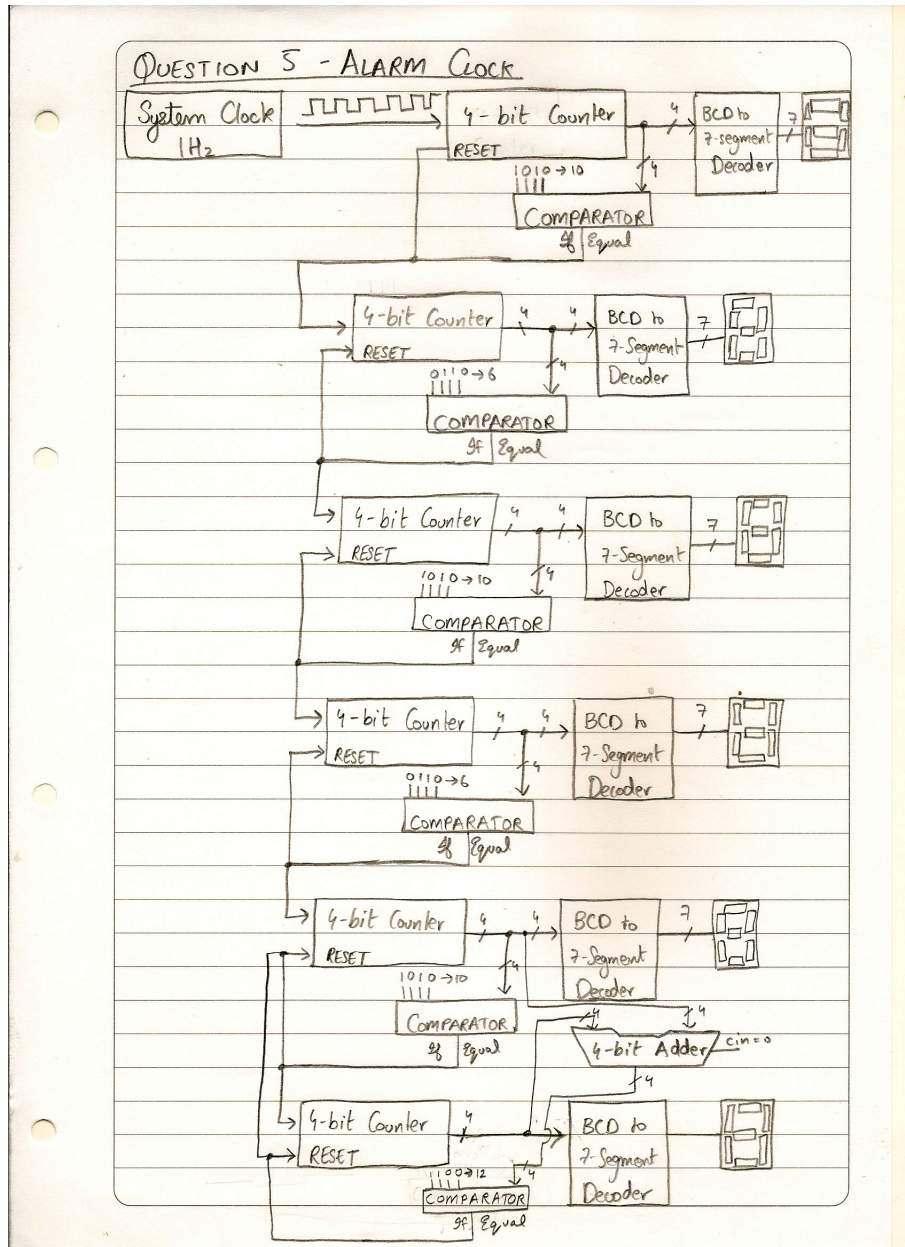 QUESTION 5 - ALARM CLOCK
System Clock
1Hz
4-bit Counter
RESET
4
BCD to
7-segment
Decoder
7
4
1010→10
COMPARATOR
If Equal
4-bit Counter
RESET
4
4
BCD to
7-Segment
Decoder
7
4
0110→6
COMPARATOR
If Equal
4-bit Counter
RESET
4
4
BCD to
7-Segment
Decoder
7
4
1010→10
COMPARATOR
If Equal
4-bit Counter
RESET
4
4
BCD to
7-Segment
Decoder
7
4
0110→6
COMPARATOR
If Equal
4-bit Counter
RESET
4
4
BCD to
7-Segment
Decoder
7
4
1010→10
COMPARATOR
If Equal
4
4
4-bit Adder
cin=0
4
4-bit Counter
RESET
4
BCD to
7-Segment
Decoder
4
1100→12
COMPARATOR
If Equal